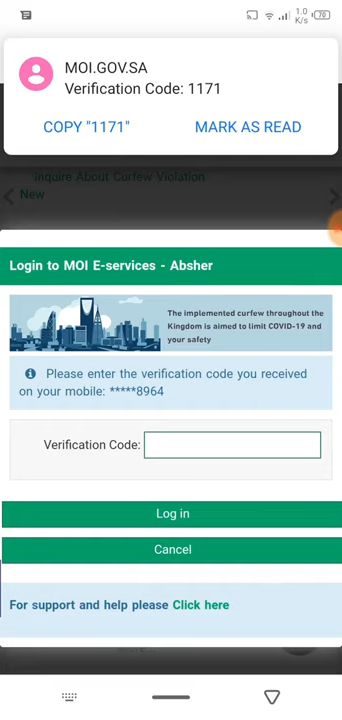 1.0
K/s
70
MOI.GOV.SA
Verification Code: 1171
COPY "1171"
MARK AS READ
Inquire About Curfew Violation
New
Login to MOI E-services - Absher
The implemented curfew throughout the
Kingdom is aimed to limit COVID-19 and
your safety
Please enter the verification code you received
on your mobile: *****8964
Verification Code:
Log in
Cancel
For support and help please Click here